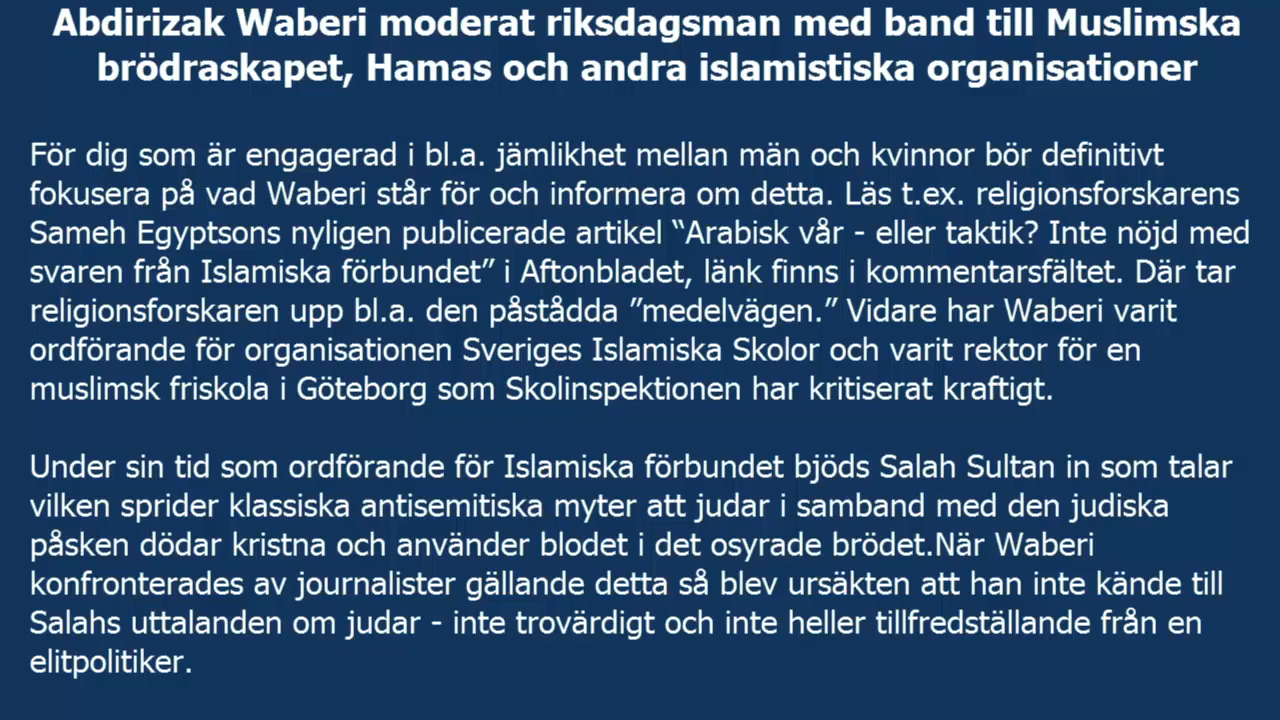 Abdirizak Waberi moderat riksdagsman med band till Muslimska
brödraskapet, Hamas och andra islamistiska organisationer
För dig som är engagerad i bl.a. jämlikhet mellan män och kvinnor bör definitivt
fokusera på vad Waberi står för och informera om detta. Läs t.ex. religionsforskarens
Sameh Egyptsons nyligen publicerade artikel “Arabisk vår - eller taktik? Inte nöjd med
svaren från Islamiska förbundet” i Aftonbladet, länk finns i kommentarsfältet. Där tar
religionsforskaren upp bl.a. den påstådda ”medelvägen.” Vidare har Waberi varit
ordförande för organisationen Sveriges Islamiska Skolor och varit rektor för en
muslimsk friskola i Göteborg som Skolinspektionen har kritiserat kraftigt.
Under sin tid som ordförande för Islamiska förbundet bjöds Salah Sultan in som talar
vilken sprider klassiska antisemitiska myter att judar i samband med den judiska
påsken dödar kristna och använder blodet i det osyrade brödet.När Waberi
konfronterades av journalister gällande detta så blev ursäkten att han inte kände till
Salahs uttalanden om judar - inte trovärdigt och inte heller tillfredställande från en
elitpolitiker.